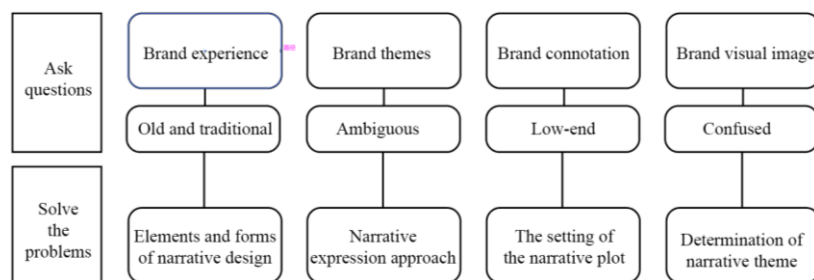 Ask
questions
Brand experience
Brand themes
Brand connotation
Brand visual image
Old and traditional
Ambiguous
Low-end
Confused
Solve
the
problems
Elements and forms
of narrative design
Narrative
expression approach
The setting of
the narrative plot
Determination of
narrative theme